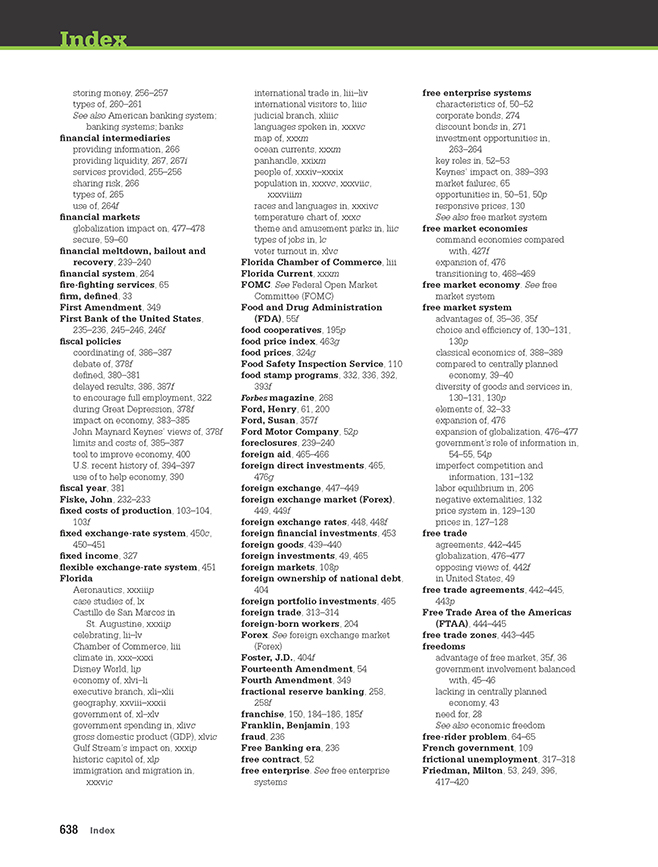 Index
storing money, 256–257
types of, 260–261
See also American banking system;
banking systems; banks
financial intermediaries
providing information, 266
providing liquidity, 267, 267i
services provided, 255–256
sharing risk, 266
types of, 265
use of, 264f
financial markets
globalization impact on, 477–478
secure, 59–60
financial meltdown, bailout and
recovery, 239–240
financial system, 264
fire-fighting services, 65
firm, defined, 33
First Amendment, 349
First Bank of the United States,
235–236, 245–246, 246f
fiscal policies
coordinating of, 386–387
debate of, 378f
defined, 380–381
delayed results, 386, 387f
to encourage full employment, 322
during Great Depression, 378f
impact on economy, 383–385
John Maynard Keynes' views of, 378f
limits and costs of, 385–387
tool to improve economy, 400
U.S. recent history of, 394–397
use of to help economy, 390
fiscal year, 381
Fiske, John, 232–233
fixed costs of production, 103–104,
103f
fixed exchange-rate system, 450c,
450–451
fixed income, 327
flexible exchange-rate system, 451
Florida
Aeronautics, xxxiiip
case studies of, lx
Castillo de San Marcos in
St. Augustine, xxxiip
celebrating, lii–lv
Chamber of Commerce, liii
climate in, xxx–xxxi
Disney World, lip
economy of, xlvi–li
executive branch, xli–xlii
geography, xxviii–xxxii
government of, xl–xlv
government spending in, xlivc
gross domestic product (GDP), xlvic
Gulf Stream's impact on, xxxip
historic capitol of, xlp
immigration and migration in,
xxxvic
international trade in, liii–liv
international visitors to, liiic
judicial branch, xliiic
languages spoken in, xxxvc
map of, xxxm
ocean currents, xxxm
panhandle, xxixm
people of, xxxiv–xxxix
population in, xxxvc, xxxviic,
xxxviiim
races and languages in, xxxivc
temperature chart of, xxxc
theme and amusement parks in, liic
types of jobs in, lc
voter turnout in, xlvc
Florida Chamber of Commerce, liii
Florida Current, xxxm
FOMC. See Federal Open Market
Committee (FOMC)
Food and Drug Administration
(FDA), 55f
food cooperatives, 195p
food price index, 463g
food prices, 324g
Food Safety Inspection Service, 110
food stamp programs, 332, 336, 392,
393f
Forbes magazine, 268
Ford, Henry, 61, 200
Ford, Susan, 357f
Ford Motor Company, 52p
foreclosures, 239–240
foreign aid, 465–466
foreign direct investments, 465,
476g
foreign exchange, 447–449
foreign exchange market (Forex),
449, 449f
foreign exchange rates, 448, 448f
foreign financial investments, 453
foreign goods, 439–440
foreign investments, 49, 465
foreign markets, 108p
foreign ownership of national debt,
404
foreign portfolio investments, 465
foreign trade, 313–314
foreign-born workers, 204
Forex. See foreign exchange market
(Forex)
Foster, J.D., 404f
Fourteenth Amendment, 54
Fourth Amendment, 349
fractional reserve banking, 258,
258f
franchise, 150, 184–186, 185f
Franklin, Benjamin, 193
fraud, 236
Free Banking era, 236
free contract, 52
free enterprise. See free enterprise
systems
free enterprise systems
characteristics of, 50–52
corporate bonds, 274
discount bonds in, 271
investment opportunities in,
263–264
key roles in, 52–53
Keynes' impact on, 389–393
market failures, 65
opportunities in, 50–51, 50p
responsive prices, 130
See also free market system
free market economies
command economies compared
with, 427f
expansion of, 476
transitioning to, 468–469
free market economy. See free
market system
free market system
advantages of, 35–36, 35f
choice and efficiency of, 130–131,
130p
classical economics of, 388–389
compared to centrally planned
economy, 39–40
diversity of goods and services in,
130–131, 130p
elements of, 32–33
expansion of, 476
expansion of globalization, 476–477
government's role of information in,
54–55, 54p
imperfect competition and
information, 131–132
labor equilibrium in, 206
negative externalities, 132
price system in, 129–130
prices in, 127–128
free trade
agreements, 442–445
globalization, 476–477
opposing views of, 442f
in United States, 49
free trade agreements, 442–445,
443p
Free Trade Area of the Americas
(FTAA), 444–445
free trade zones, 443–445
freedoms
advantage of free market, 35f, 36
government involvement balanced
with, 45–46
lacking in centrally planned
economy, 43
need for, 28
See also economic freedom
free-rider problem, 64–65
French government, 109
frictional unemployment, 317–318
Friedman, Milton, 53, 249, 396,
417–420
638 Index